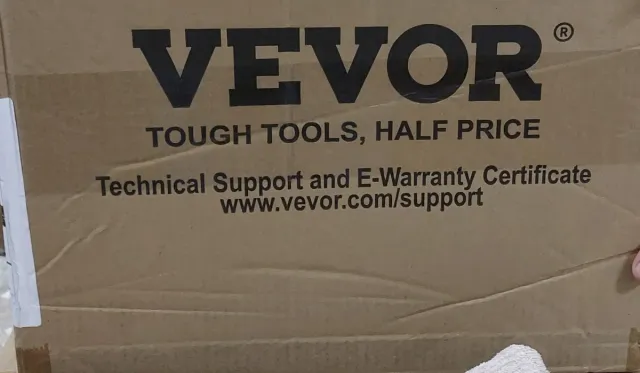 VEVOR®
TOUGH TOOLS, HALF PRICE
Technical Support and E-Warranty Certificate
www.vevor.com/support